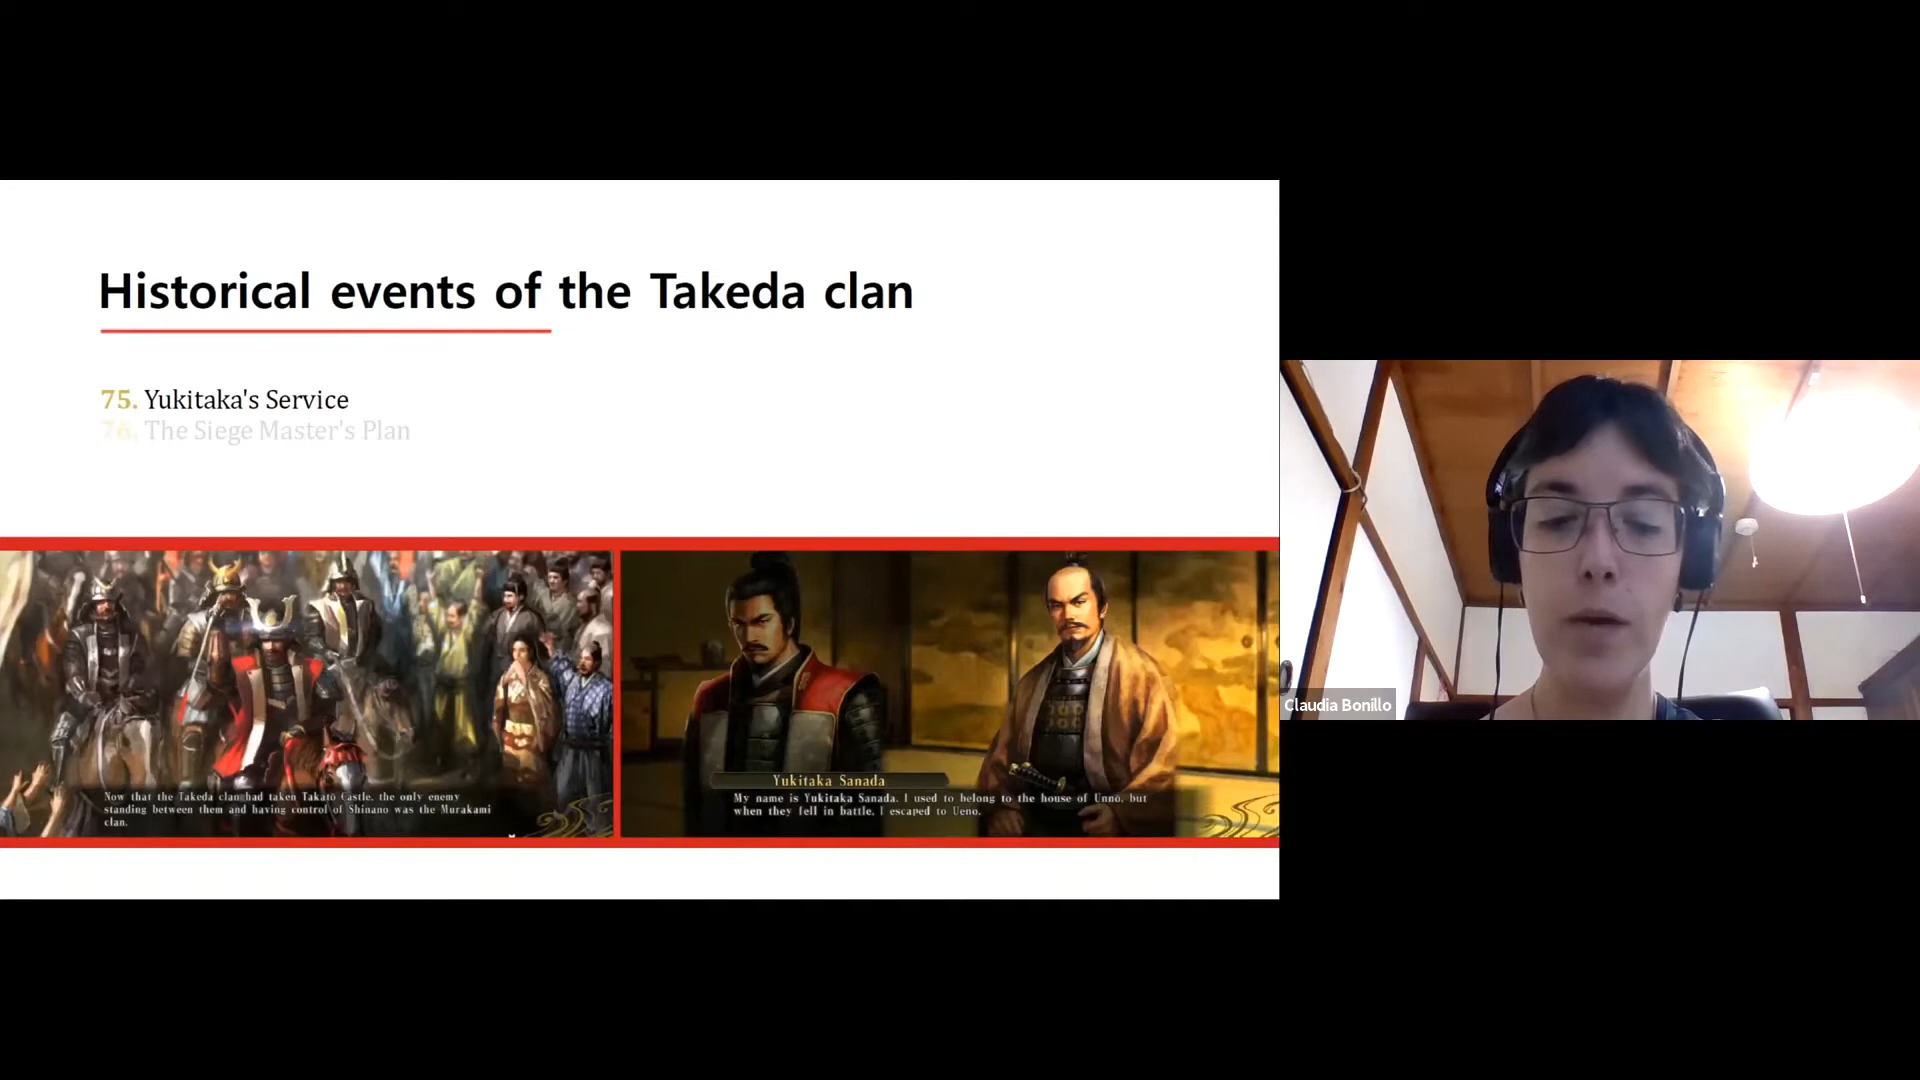 Historical events of the Takeda clan
75. Yukitaka's Service
76. The Siege Master's Plan
Now that the Takeda clan had taken Takato Castle, the only enemy
standing between them and having control of Shinano was the Murakami
clan.
Yukitaka Sanada
My name is Yukitaka Sanada. I used to belong to the house of Unno, but
when they fell in battle, I escaped to Ueno.
Claudia Bonillo